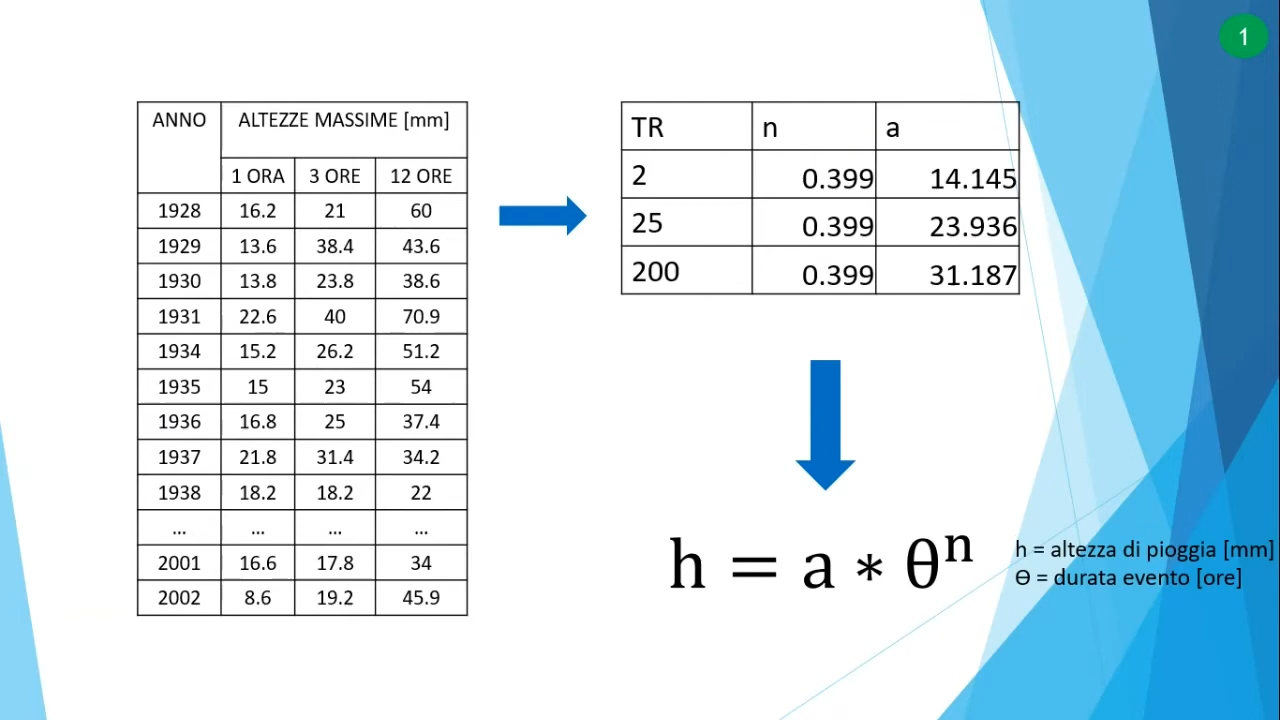 1
ANNO ALTEZZE MASSIME [mm]
1 ORA 3 ORE 12 ORE
1928 16.2 21 60
1929 13.6 38.4 43.6
1930 13.8 23.8 38.6
1931 22.6 40 70.9
1934 15.2 26.2 51.2
1935 15 23 54
1936 16.8 25 37.4
1937 21.8 31.4 34.2
1938 18.2 18.2 22
... ... ... ...
2001 16.6 17.8 34
2002 8.6 19.2 45.9
TR n a
2 0.399 14.145
25 0.399 23.936
200 0.399 31.187
h = a ∗ θⁿ
h = altezza di pioggia [mm]
ϴ = durata evento [ore]